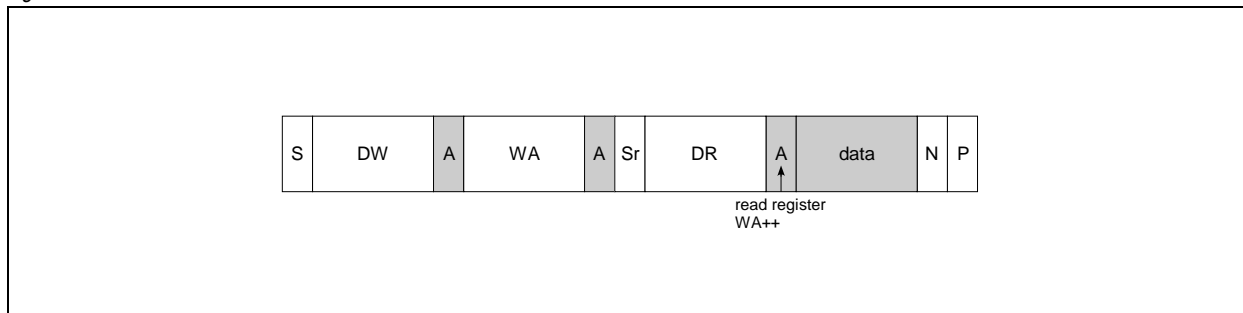 S DW A WA A Sr DR A data N P
read register
WA++